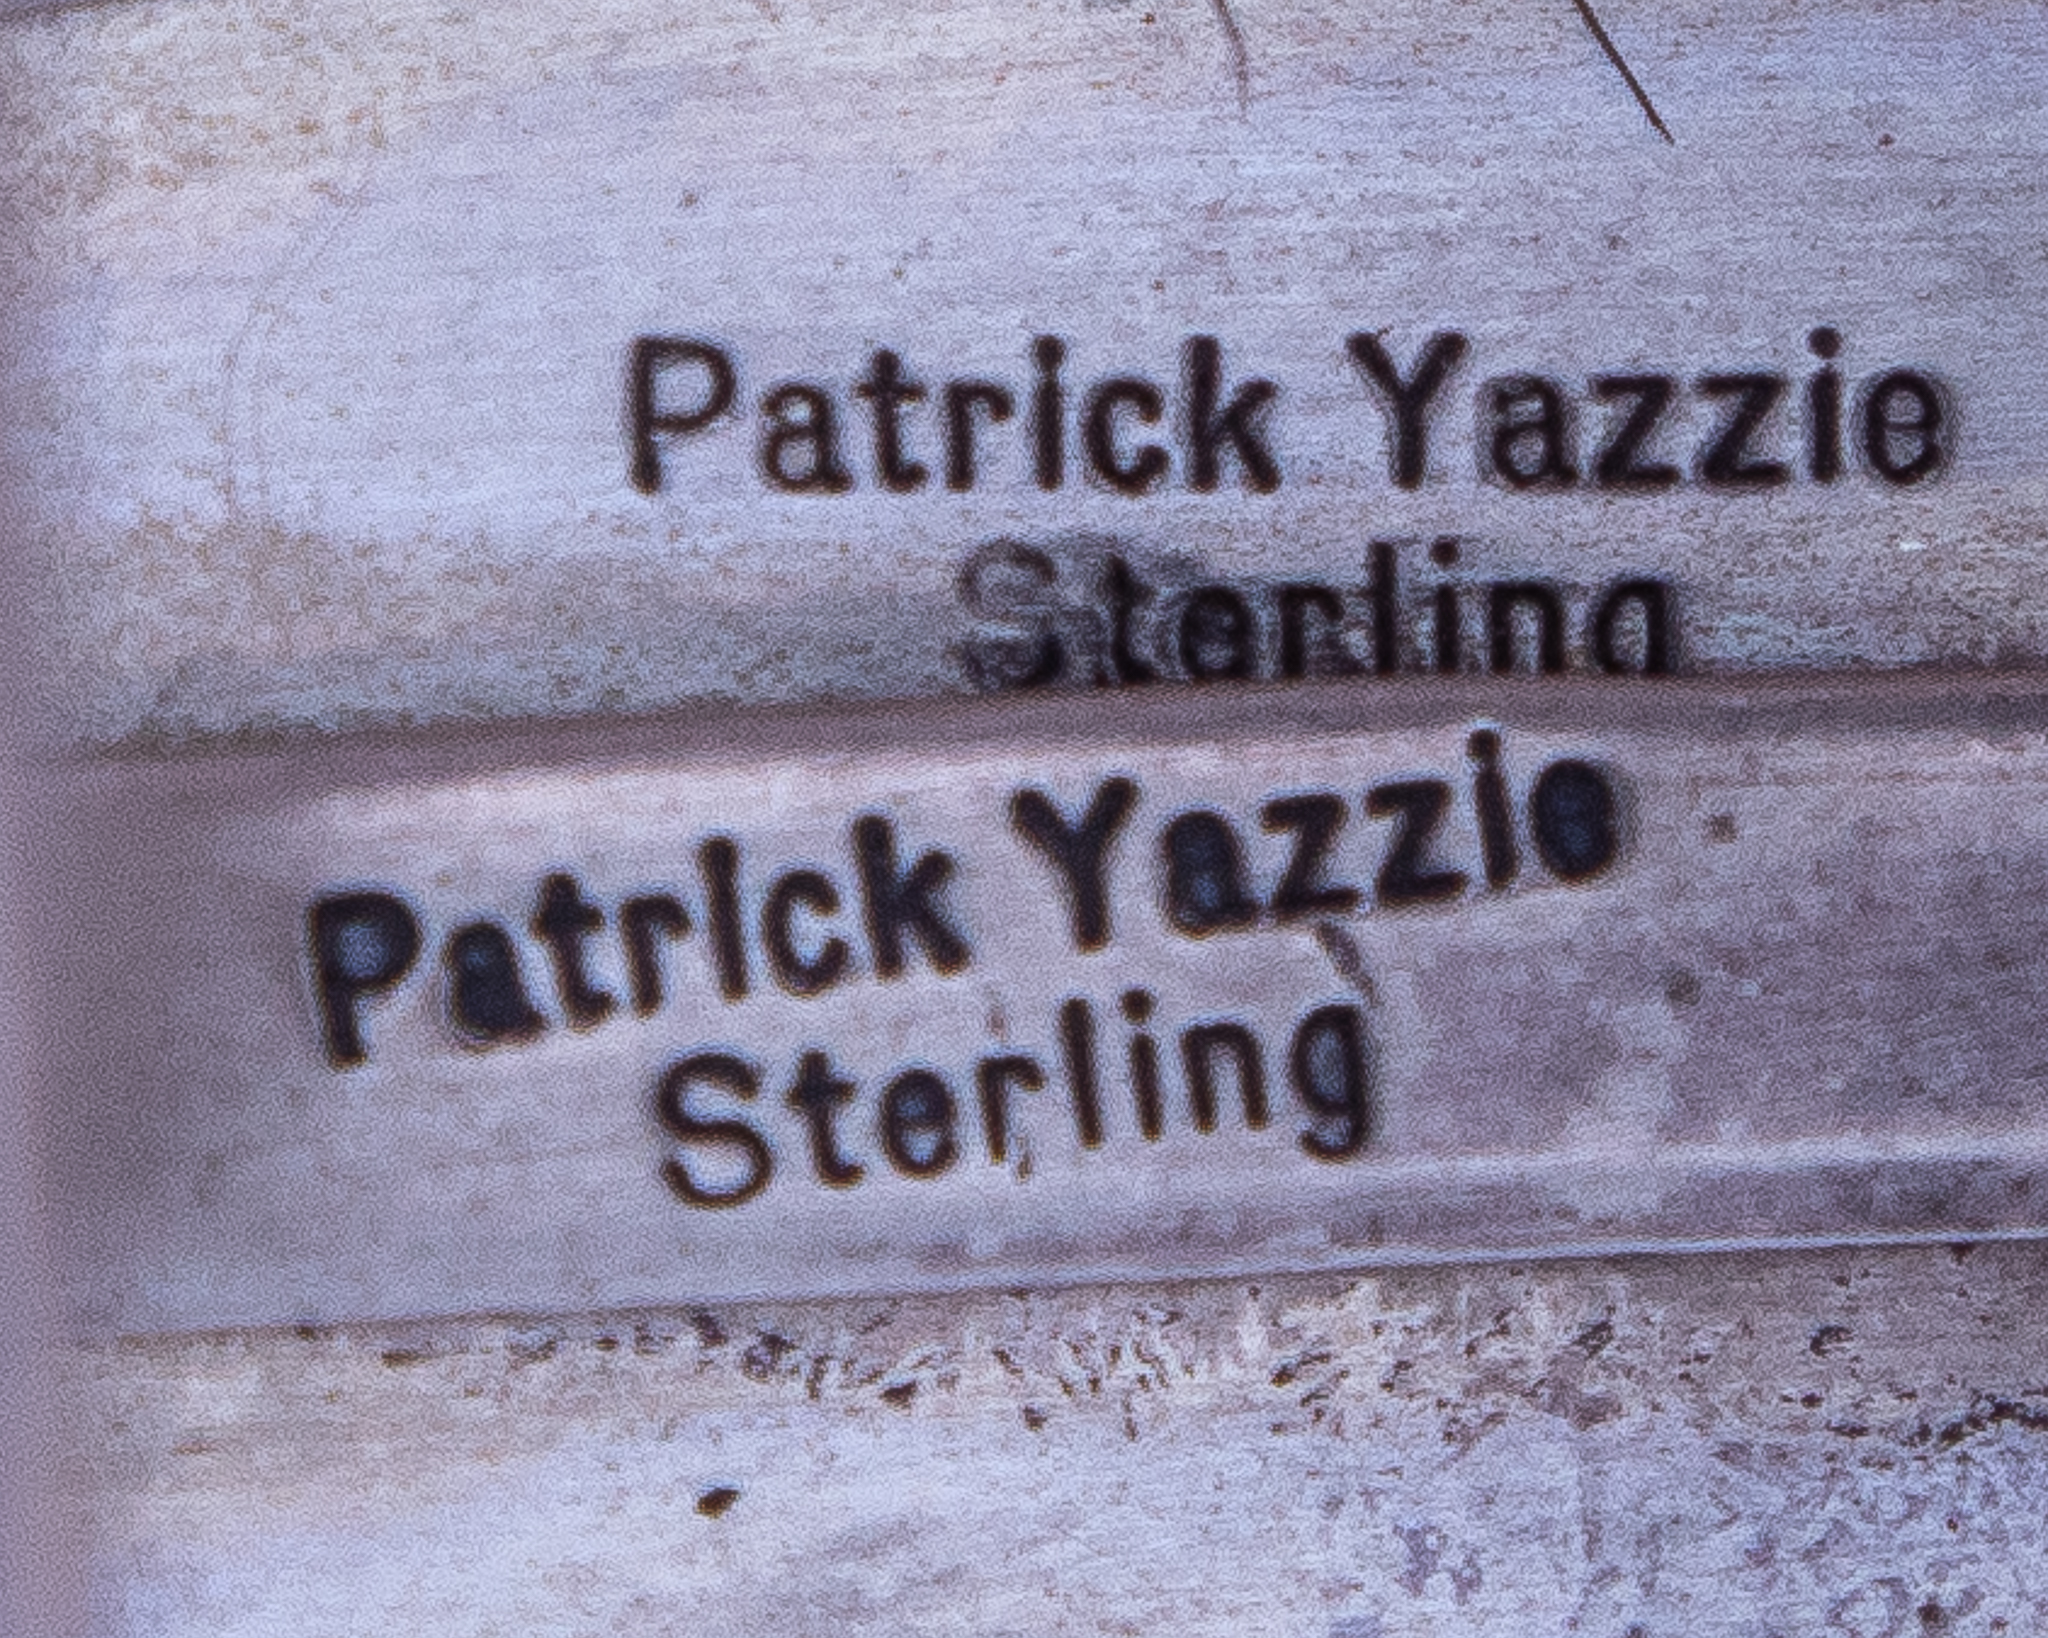 Patrick Yazzie
Sterling
Patrick Yazzie
Sterling